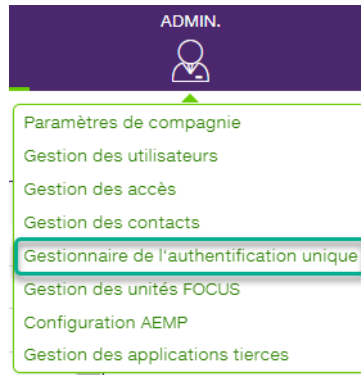 ADMIN.
Paramètres de compagnie
Gestion des utilisateurs
Gestion des accès
Gestion des contacts
Gestionnaire de l'authentification unique
Gestion des unités FOCUS
Configuration AEMP
Gestion des applications tierces